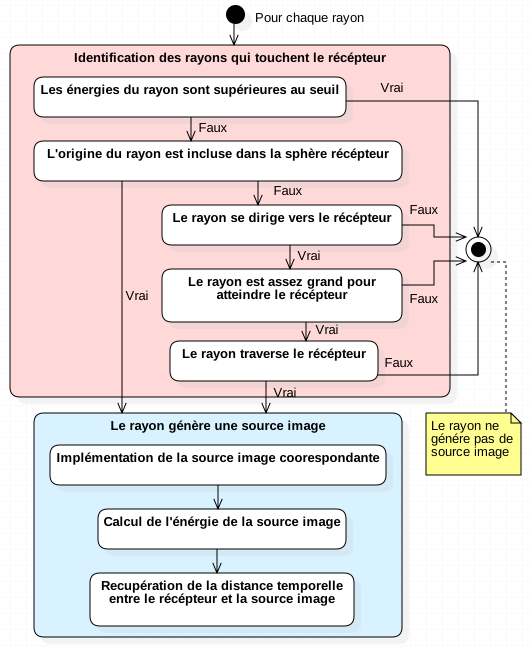 Pour chaque rayon
Identification des rayons qui touchent le récépteur
Les énergies du rayon sont supérieures au seuil
Vrai
Faux
L'origine du rayon est incluse dans la sphère récépteur
Faux
Le rayon se dirige vers le récépteur
Faux
Vrai
Le rayon est assez grand pour
atteindre le récépteur
Vrai
Faux
Vrai
Le rayon traverse le récépteur
Faux
Vrai
Le rayon ne
génére pas de
source image
Le rayon génère une source image
Implémentation de la source image coorespondante
Calcul de l'énérgie de la source image
Recupération de la distance temporelle
entre le récépteur et la source image